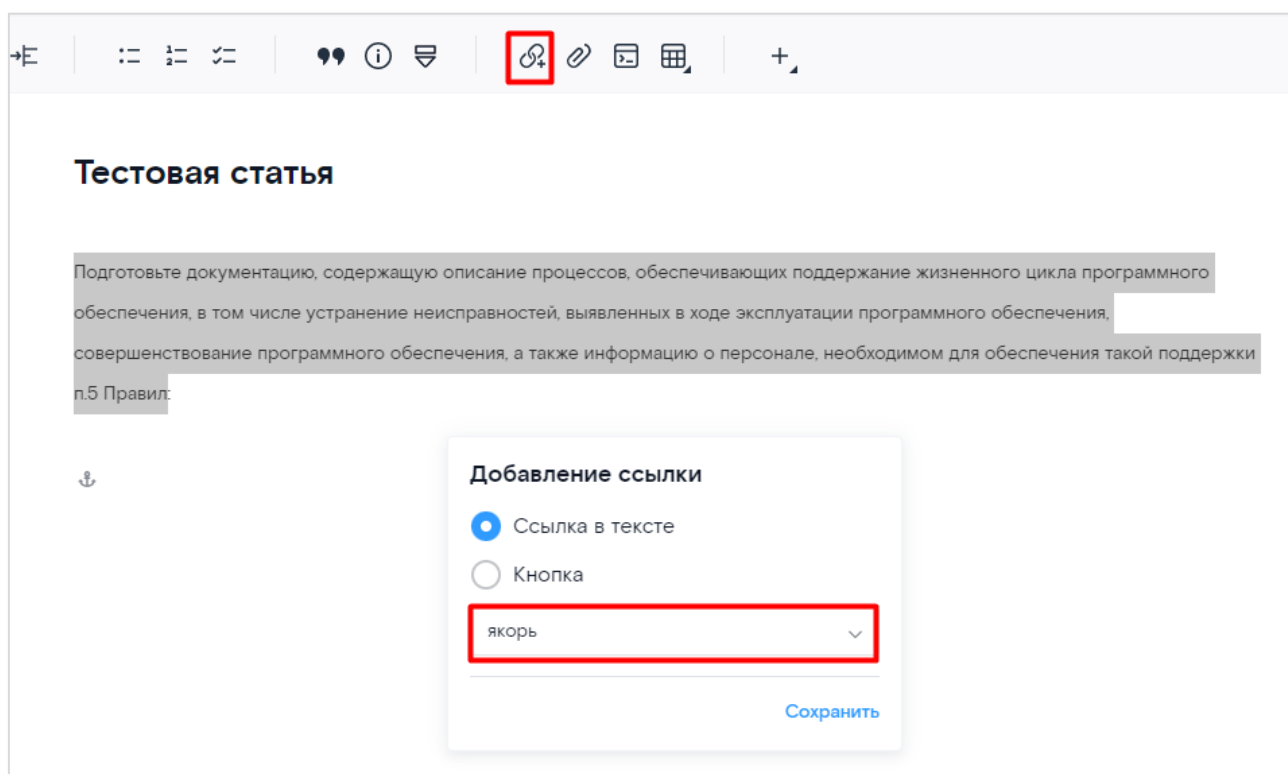 Тестовая статья
Подготовьте документацию, содержащую описание процессов, обеспечивающих поддержание жизненного цикла программного
обеспечения, в том числе устранение неисправностей, выявленных в ходе эксплуатации программного обеспечения,
совершенствование программного обеспечения, а также информацию о персонале, необходимом для обеспечения такой поддержки
п.5 Правил:
Добавление ссылки
Ссылка в тексте
Кнопка
якорь
Сохранить